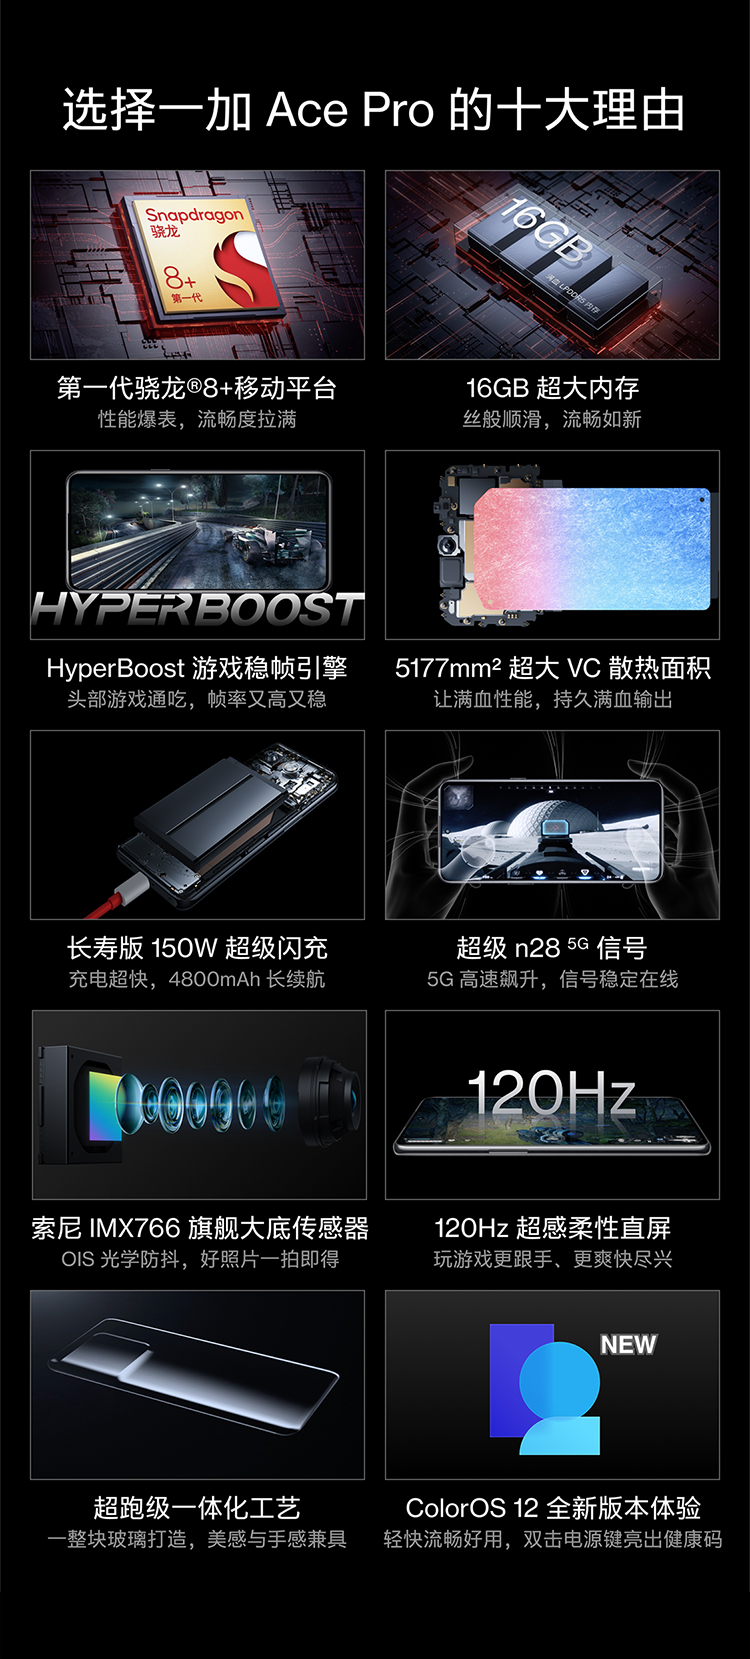 选择一加 Ace Pro 的十大理由
Snapdragon
骁龙
8+
第一代
16GB
满血 LPDDR5 内存
第一代骁龙®8+移动平台
性能爆表，流畅度拉满
16GB 超大内存
丝般顺滑，流畅如新
HYPERBOOST
HyperBoost 游戏稳帧引擎
头部游戏通吃，帧率又高又稳
5177mm² 超大 VC 散热面积
让满血性能，持久满血输出
长寿版 150W 超级闪充
充电超快，4800mAh 长续航
超级 n28 5G 信号
5G 高速飙升，信号稳定在线
120Hz
索尼 IMX766 旗舰大底传感器
OIS 光学防抖，好照片一拍即得
120Hz 超感柔性直屏
玩游戏更跟手、更爽快尽兴
NEW
超跑级一体化工艺
一整块玻璃打造，美感与手感兼具
ColorOS 12 全新版本体验
轻快流畅好用，双击电源键亮出健康码